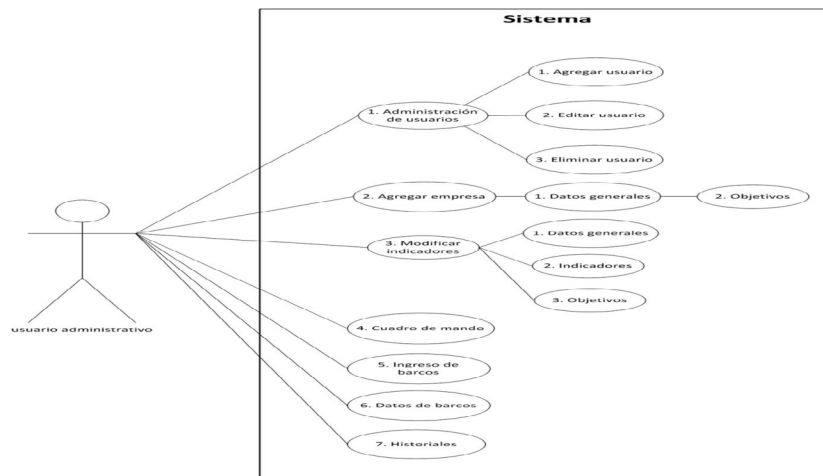 Sistema
1. Agregar usuario
1. Administración
de usuarios
2. Editar usuario
3. Eliminar usuario
2. Agregar empresa
1. Datos generales
2. Objetivos
3. Modificar
indicadores
1. Datos generales
2. Indicadores
3. Objetivos
usuario administrativo
4. Cuadro de mando
5. Ingreso de
barcos
6. Datos de barcos
7. Historiales